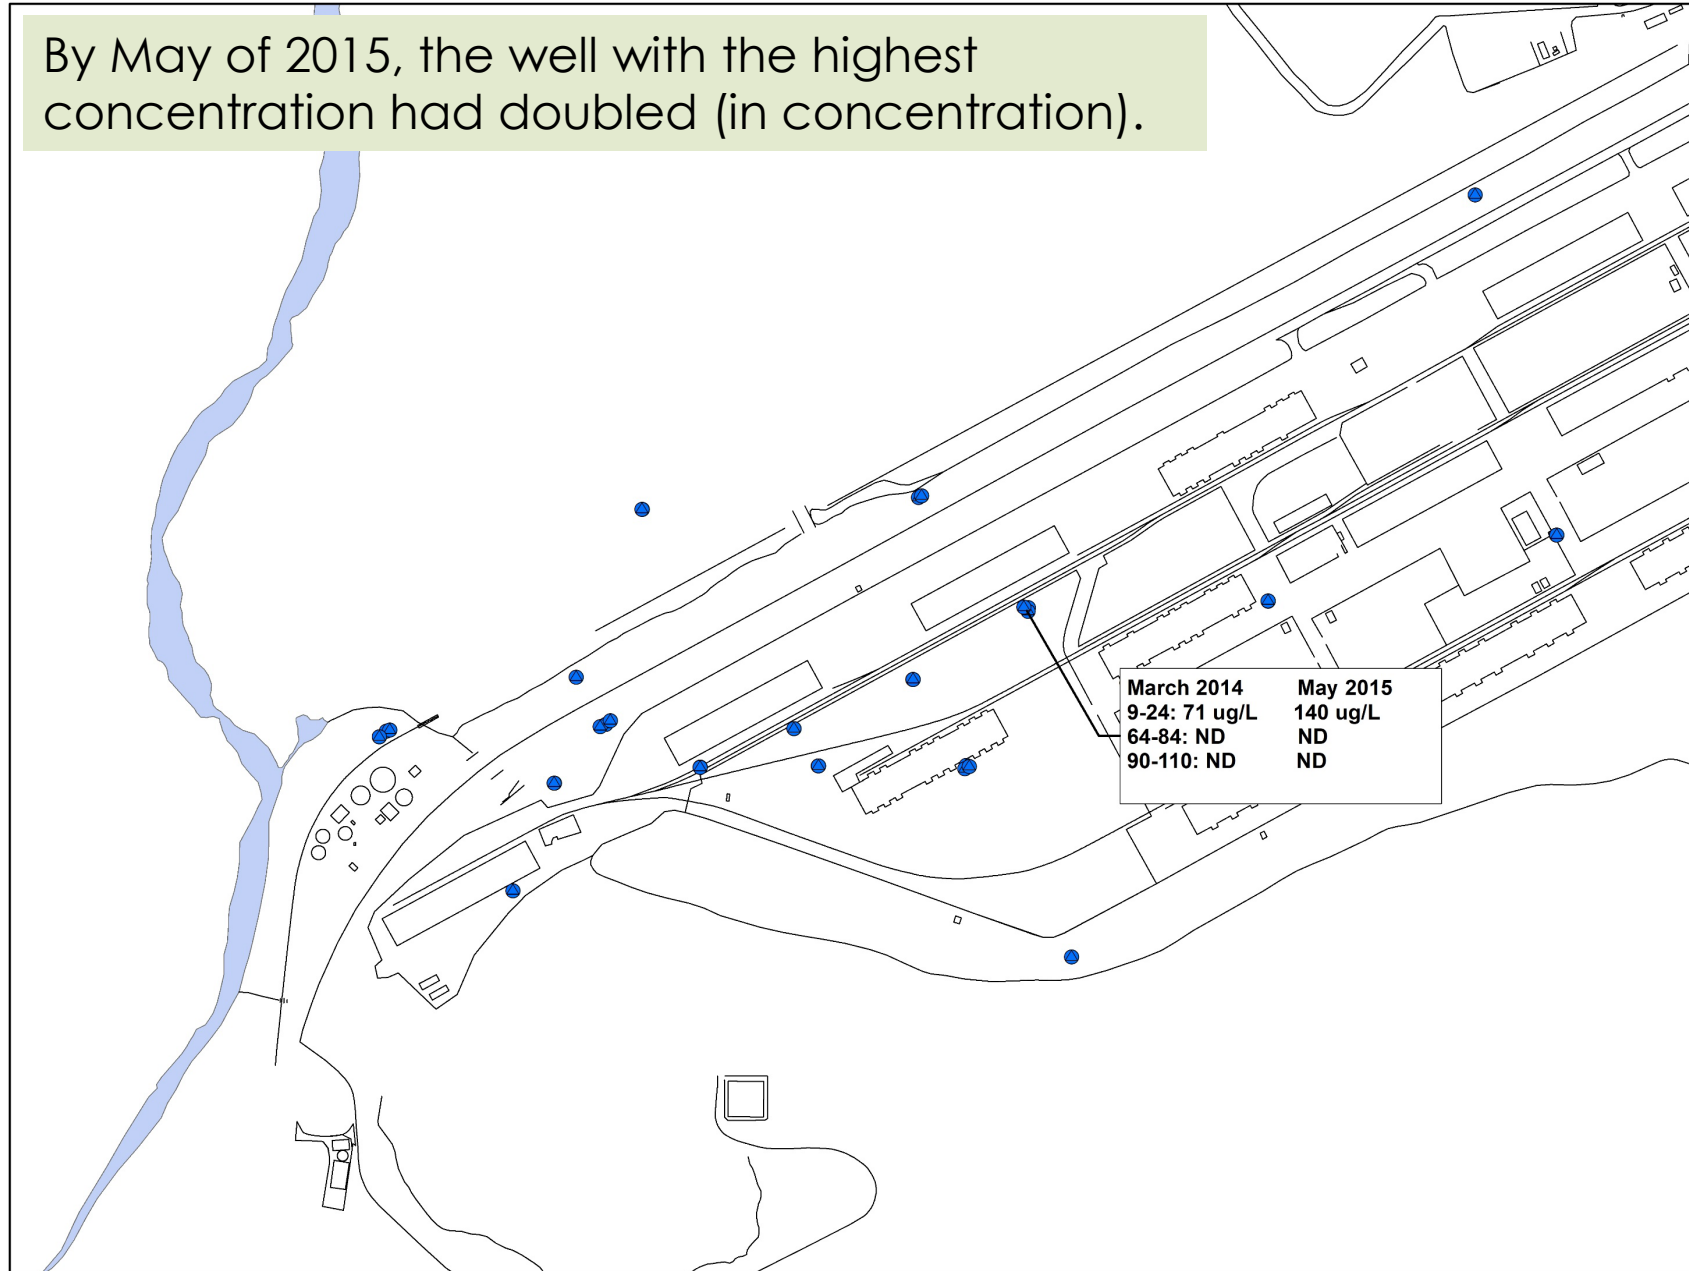 By May of 2015, the well with the highest
concentration had doubled (in concentration).
March 2014 May 2015
9-24: 71 ug/L 140 ug/L
64-84: ND ND
90-110: ND ND